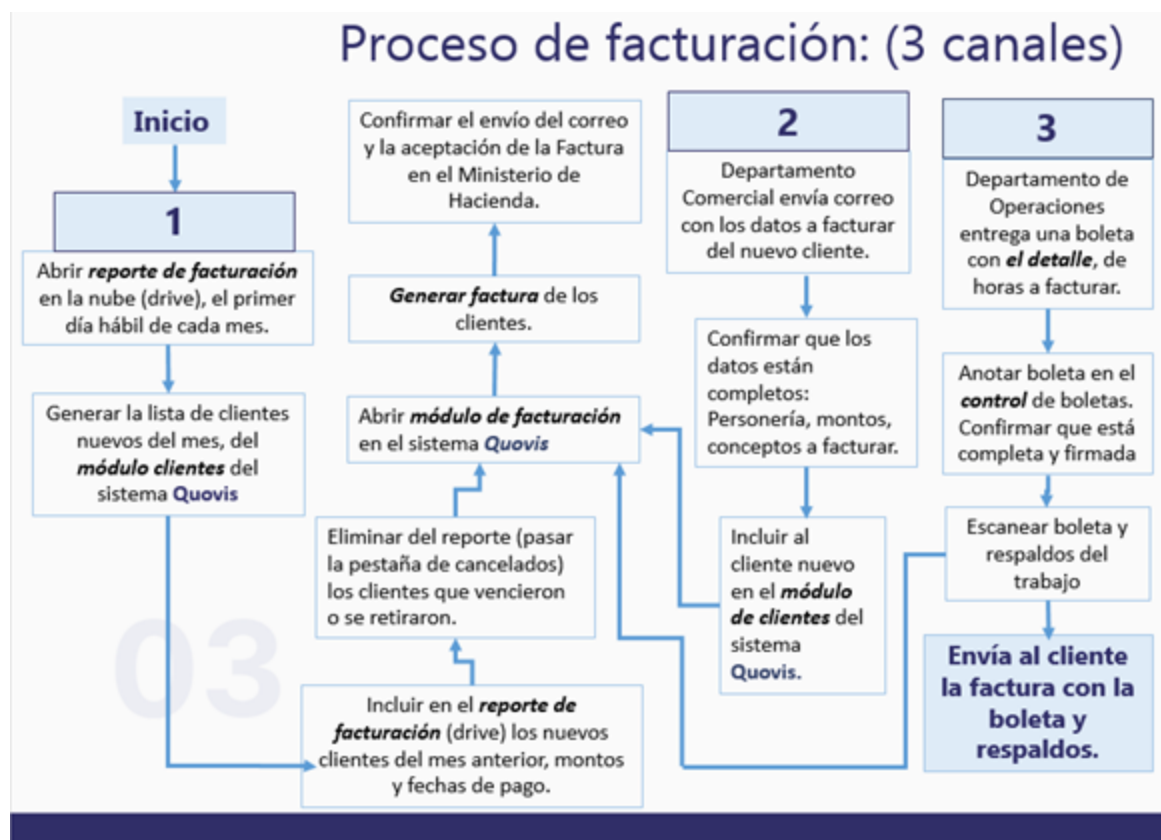 Proceso de facturación: (3 canales)
Inicio
1
Abrir reporte de facturación
en la nube (drive), el primer
día hábil de cada mes.
Generar la lista de clientes
nuevos del mes, del
módulo clientes del
sistema Quovis
Incluir en el reporte de
facturación (drive) los nuevos
clientes del mes anterior, montos
y fechas de pago.
Eliminar del reporte (pasar
la pestaña de cancelados)
los clientes que vencieron
o se retiraron.
Abrir módulo de facturación
en el sistema Quovis
Generar factura de los
clientes.
Confirmar el envío del correo
y la aceptación de la Factura
en el Ministerio de
Hacienda.
2
Departamento
Comercial envía correo
con los datos a facturar
del nuevo cliente.
Confirmar que los
datos están
completos:
Personería, montos,
conceptos a facturar.
Incluir al
cliente nuevo
en el módulo
de clientes del
sistema
Quovis.
3
Departamento de
Operaciones
entrega una boleta
con el detalle, de
horas a facturar.
Anotar boleta en el
control de boletas.
Confirmar que está
completa y firmada
Escanear boleta y
respaldos del
trabajo
Envía al cliente
la factura con la
boleta y
respaldos.
03